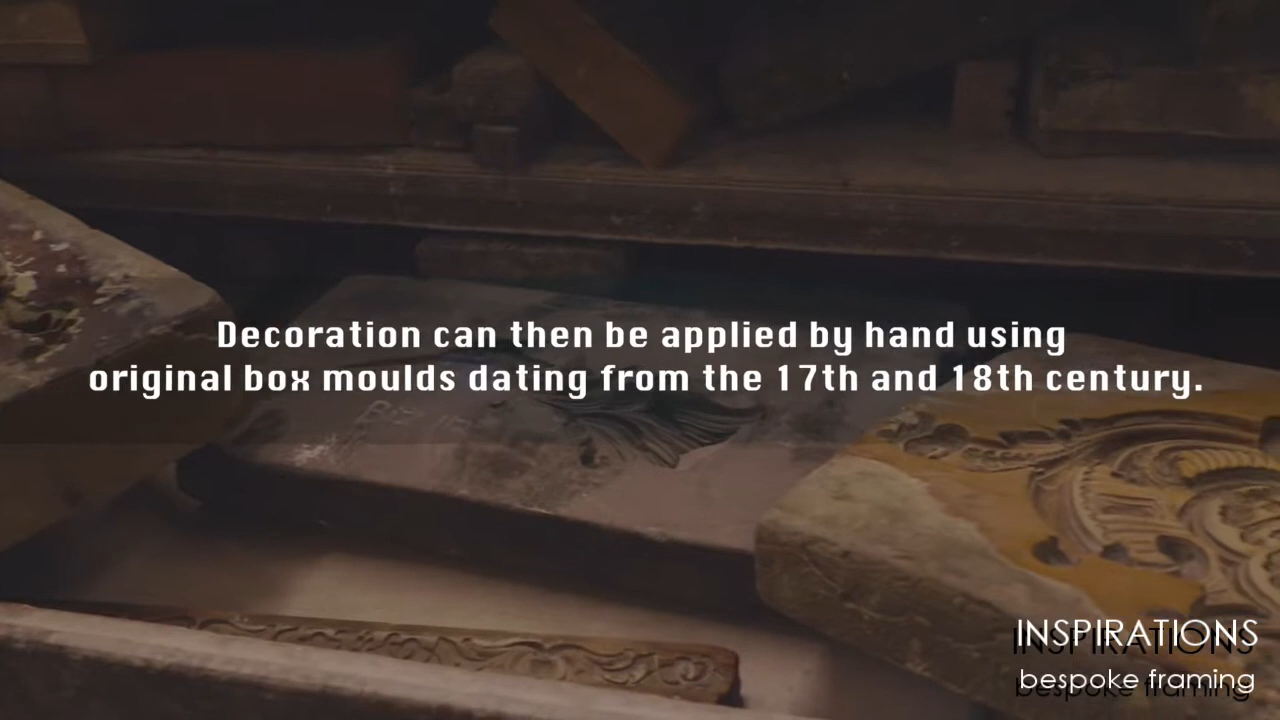 Decoration can then be applied by hand using
original box moulds dating from the 17th and 18th century.
INSPIRATIONS
bespoke framing